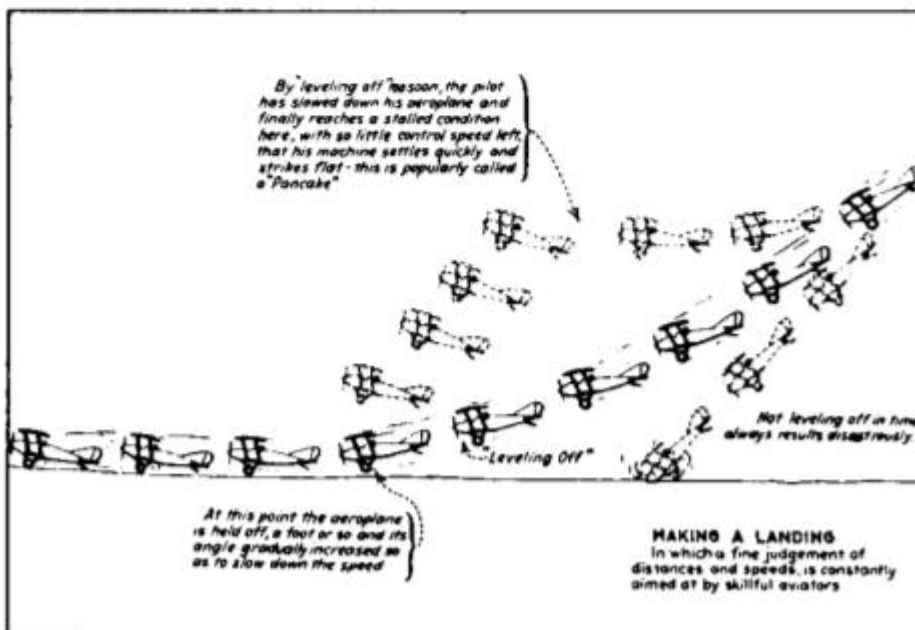 By "leveling off" too soon, the pilot
has slowed down his aeroplane and
finally reaches a stalled condition
here, with so little control speed left,
that his machine settles quickly and
strikes flat - this is popularly called
a "Pancake"
Not leveling off in time
always results disastrously
"Leveling Off"
At this point the aeroplane
is held off, a foot or so and its
angle gradually increased so
as to slow down the speed
MAKING A LANDING
In which a fine judgement of
distances and speeds, is constantly
aimed at by skillful aviators